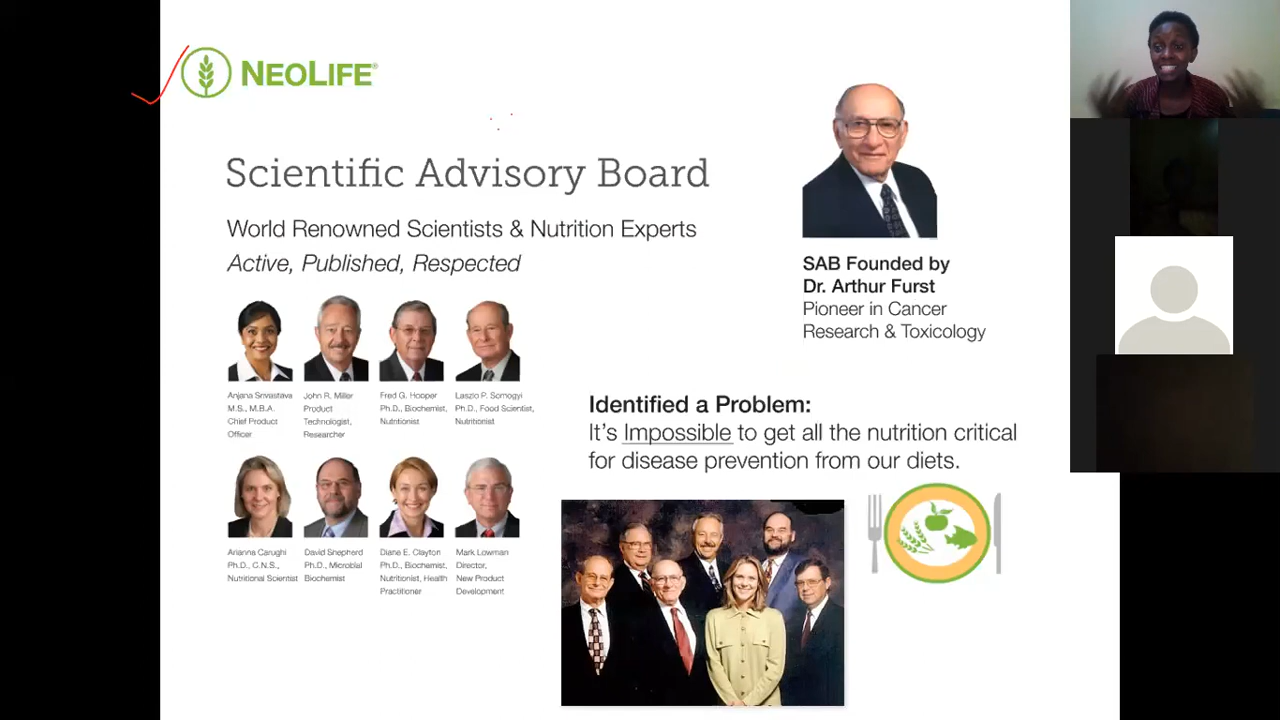 NEOLIFE®
Scientific Advisory Board
World Renowned Scientists & Nutrition Experts
Active, Published, Respected
SAB Founded by
Dr. Arthur Furst
Pioneer in Cancer
Research & Toxicology
Anjana Srivastava
M.S., M.B.A.
Chief Product
Officer
John R. Miller
Product
Technologist,
Researcher
Fred G. Hooper
Ph.D., Biochemist,
Nutritionist
Laszlo P. Somogyi
Ph.D., Food Scientist,
Nutritionist
Arianna Carughi
Ph.D., C.N.S.,
Nutritional Scientist
David Shepherd
Ph.D., Microbial
Biochemist
Diane E. Clayton
Ph.D., Biochemist,
Nutritionist, Health
Practitioner
Mark Lowman
Director,
New Product
Development
Identified a Problem:
It's Impossible to get all the nutrition critical
for disease prevention from our diets.